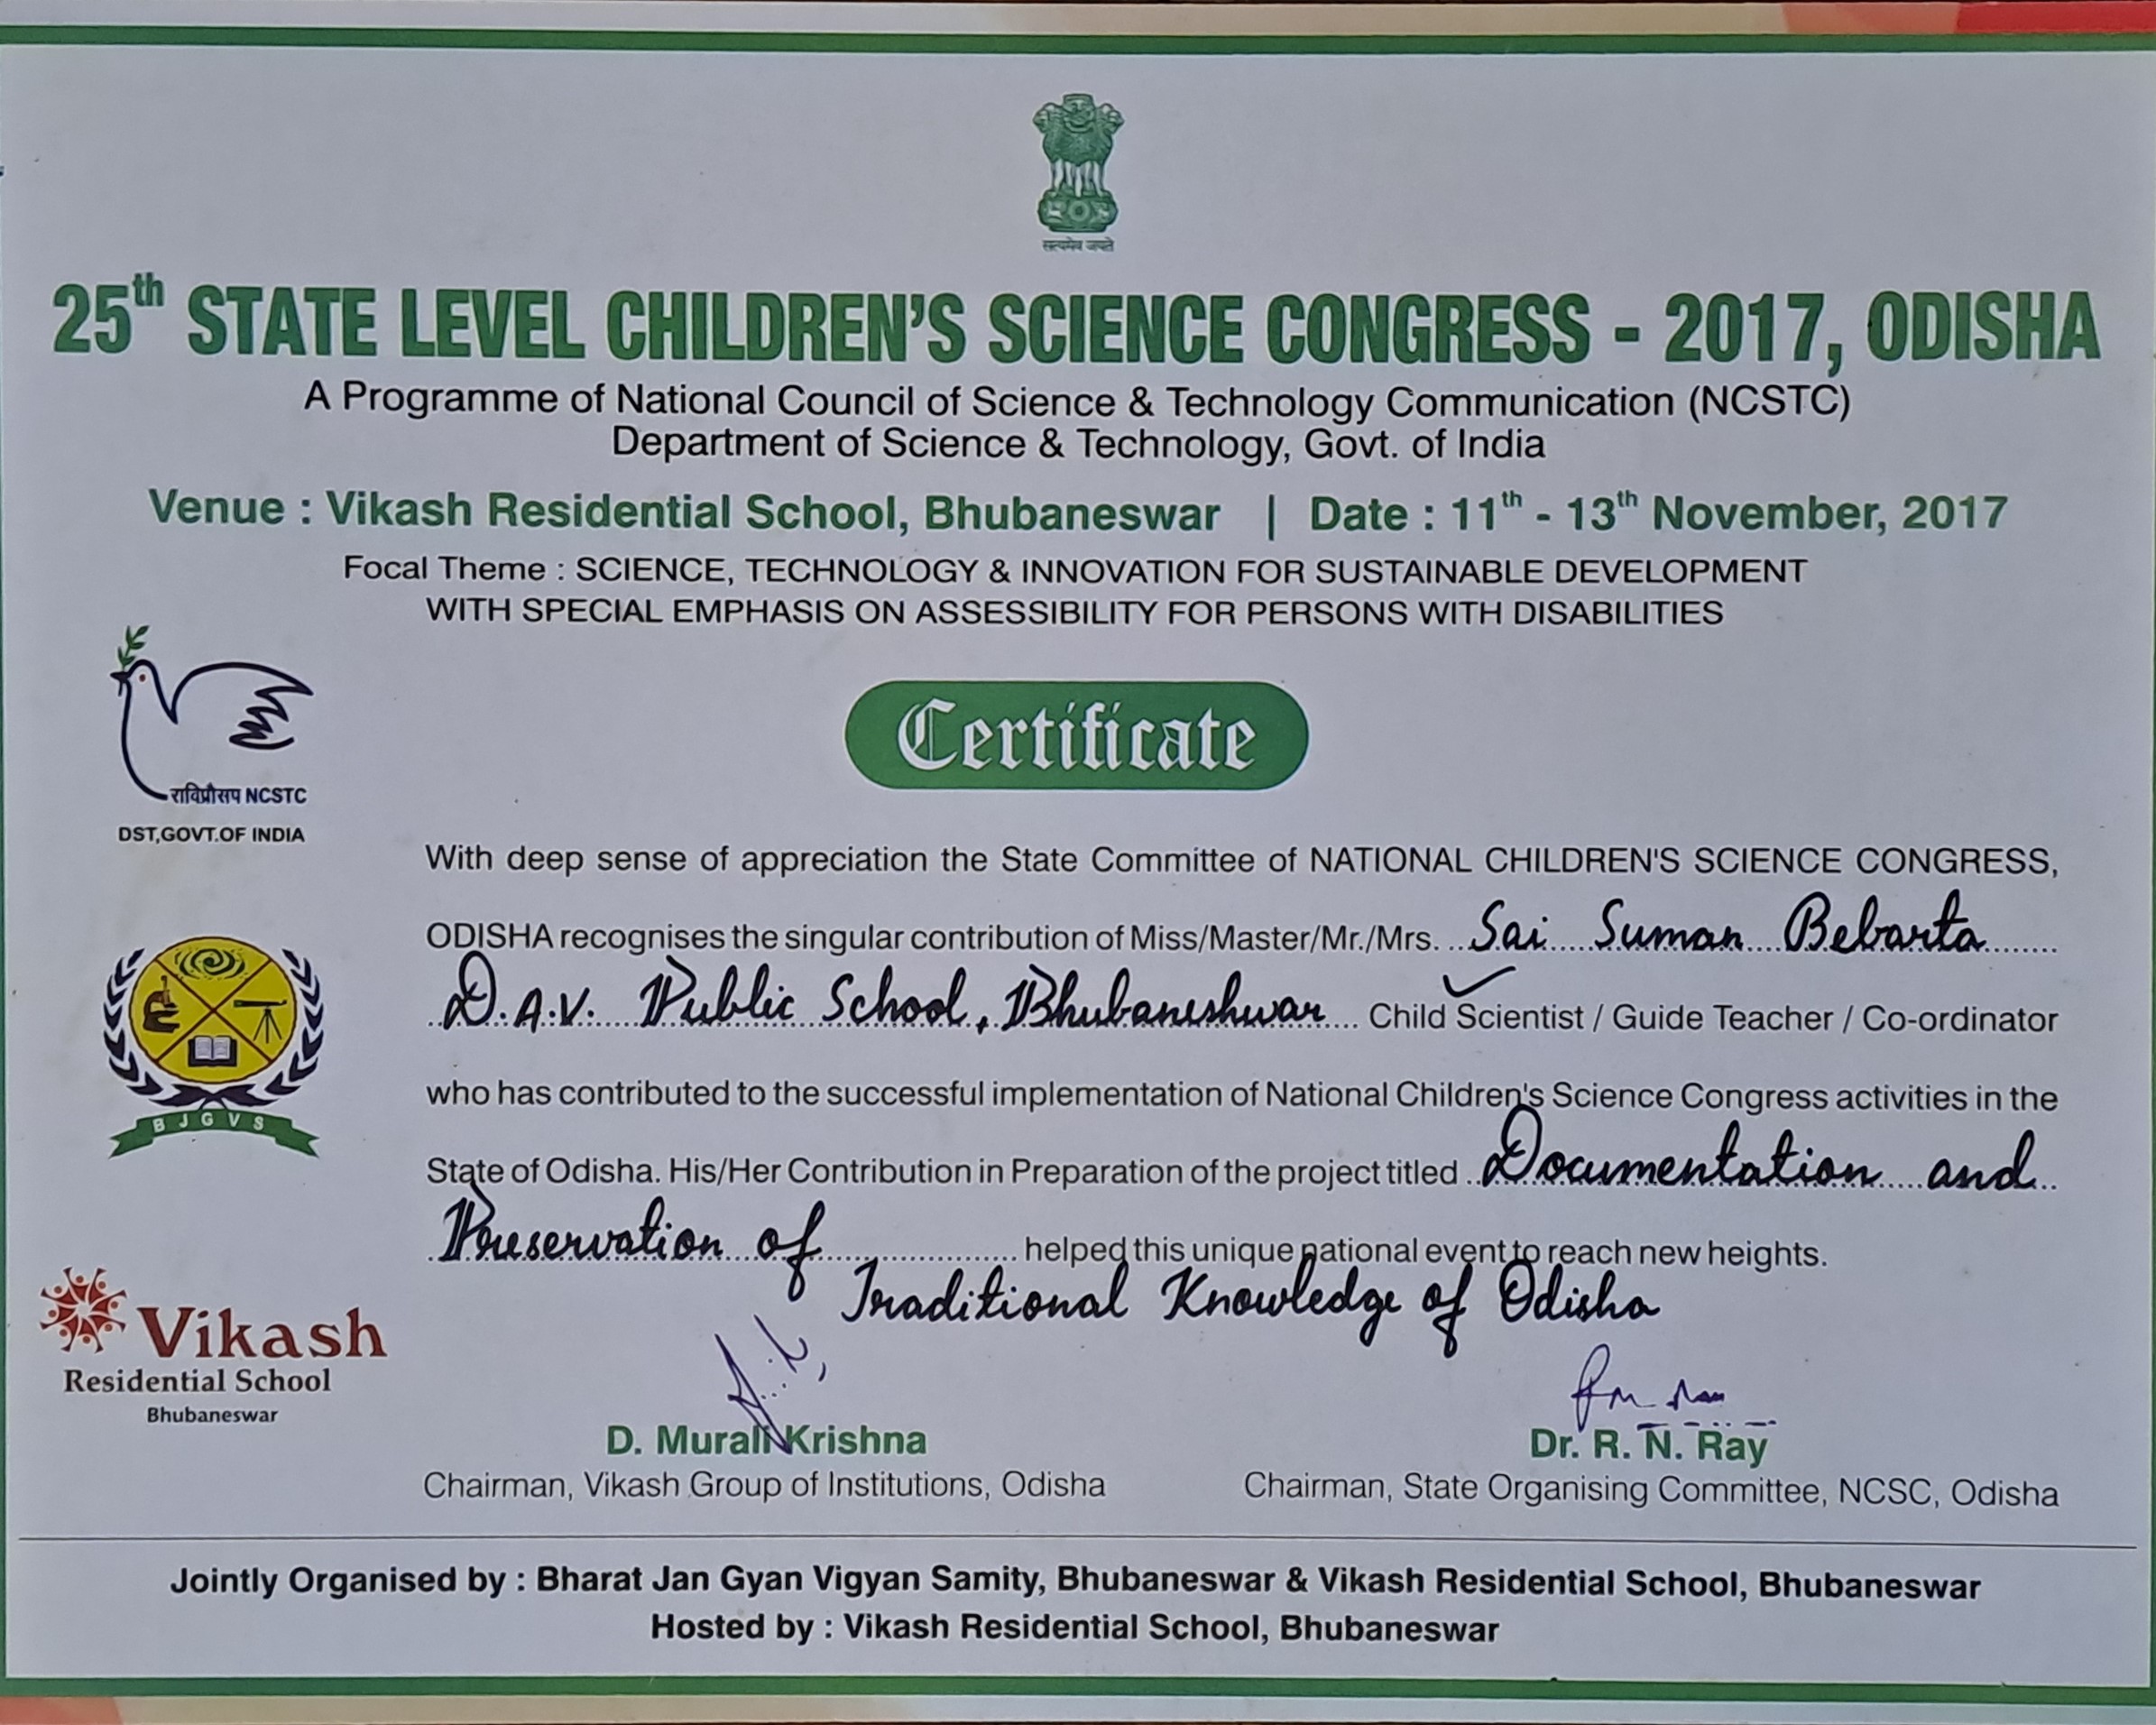 सत्यमेव जयते
25th STATE LEVEL CHILDREN'S SCIENCE CONGRESS - 2017, ODISHA
A Programme of National Council of Science & Technology Communication (NCSTC)
Department of Science & Technology, Govt. of India
Venue : Vikash Residential School, Bhubaneswar | Date : 11th - 13th November, 2017
Focal Theme : SCIENCE, TECHNOLOGY & INNOVATION FOR SUSTAINABLE DEVELOPMENT
WITH SPECIAL EMPHASIS ON ASSESSIBILITY FOR PERSONS WITH DISABILITIES
राविप्रौसप NCSTC
DST,GOVT.OF INDIA
Certificate
With deep sense of appreciation the State Committee of NATIONAL CHILDREN'S SCIENCE CONGRESS,
ODISHA recognises the singular contribution of Miss/Master/Mr./Mrs. Sai Suman Bebarta
D.A.V. Public School, Bhubaneshwar Child Scientist / Guide Teacher / Co-ordinator
who has contributed to the successful implementation of National Children's Science Congress activities in the
State of Odisha. His/Her Contribution in Preparation of the project titled Documentation and
Preservation of helped this unique national event to reach new heights.
Traditional Knowledge of Odisha
BJGVS
Vikash
Residential School
Bhubaneswar
D. Murali Krishna
Chairman, Vikash Group of Institutions, Odisha
Dr. R. N. Ray
Chairman, State Organising Committee, NCSC, Odisha
Jointly Organised by : Bharat Jan Gyan Vigyan Samity, Bhubaneswar & Vikash Residential School, Bhubaneswar
Hosted by : Vikash Residential School, Bhubaneswar